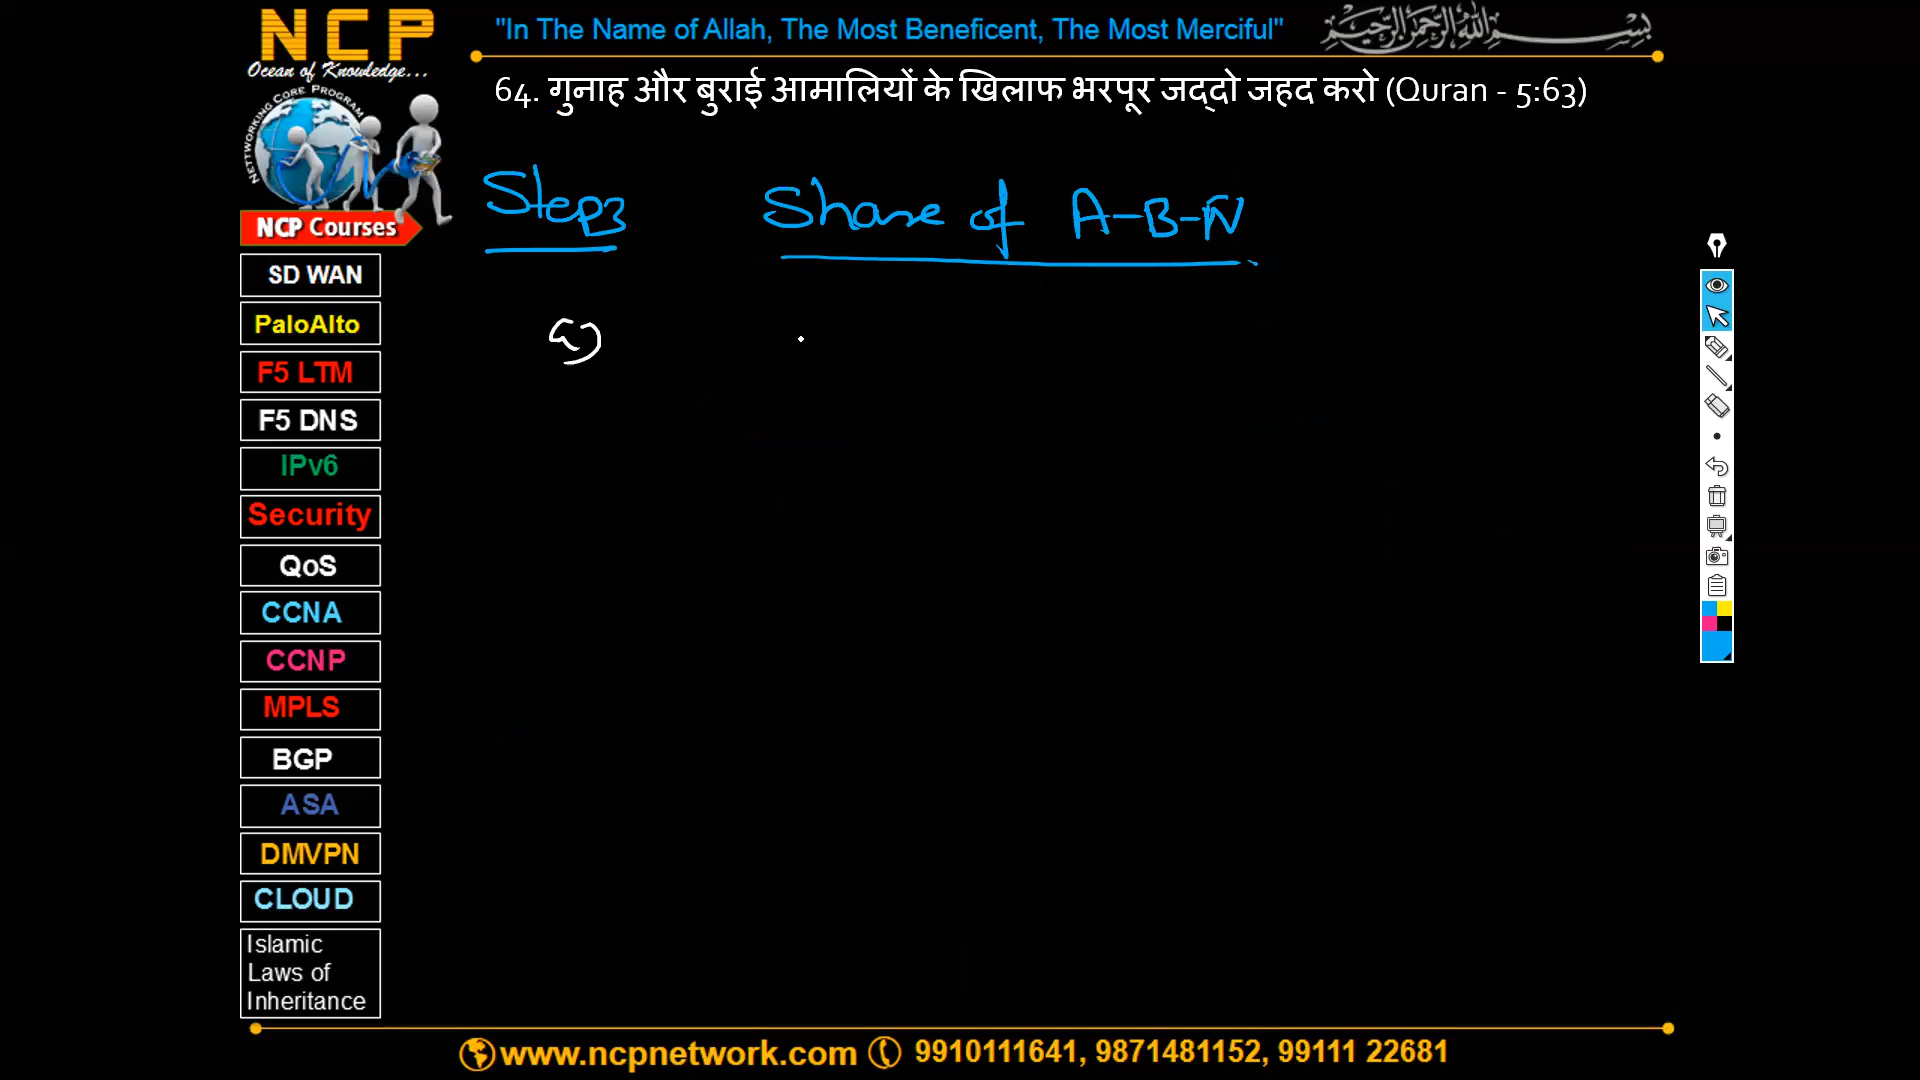 NCP
Ocean of Knowledge...
"In The Name of Allah, The Most Beneficent, The Most Merciful"
بسم الله الرحمن الرحيم
64. गुनाह और बुराई आमालियों के खिलाफ भरपूर जद्दो जहद करो (Quran - 5:63)
NETTWORKING CORE PROGRAM
NCP Courses
Step3 Share of A-B-N
SD WAN
PaloAlto
F5 LTM
F5 DNS
IPv6
Security
QoS
CCNA
CCNP
MPLS
BGP
ASA
DMVPN
CLOUD
Islamic
Laws of
Inheritance
www.ncpnetwork.com 9910111641, 9871481152, 99111 22681